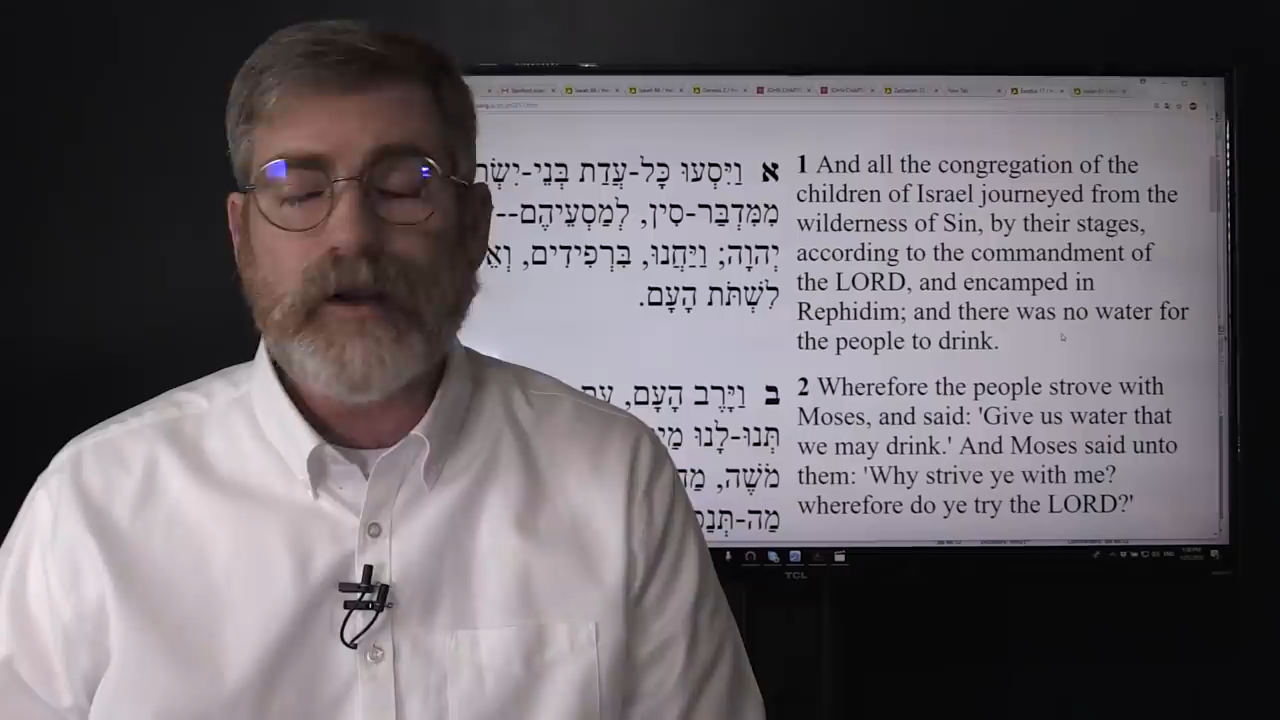 א וַיִּסְעוּ כָּל-עֲדַת בְּנֵי-יִשְׂרָ
מִמִּדְבַּר-סִין, לְמַסְעֵיהֶם--
יְהוָה; וַיַּחֲנוּ, בִּרְפִידִים, וְאֵ
לִשְׁתֹּת הָעָם.
1 And all the congregation of the
children of Israel journeyed from the
wilderness of Sin, by their stages,
according to the commandment of
the LORD, and encamped in
Rephidim; and there was no water for
the people to drink.
ב וַיָּרֶב הָעָם, עִם
תְּנוּ-לָנוּ
מֹשֶׁה,
2 Wherefore the people strove with
Moses, and said: 'Give us water that
we may drink.' And Moses said unto
them: 'Why strive ye with me?
wherefore do ye try the LORD?'
TCL